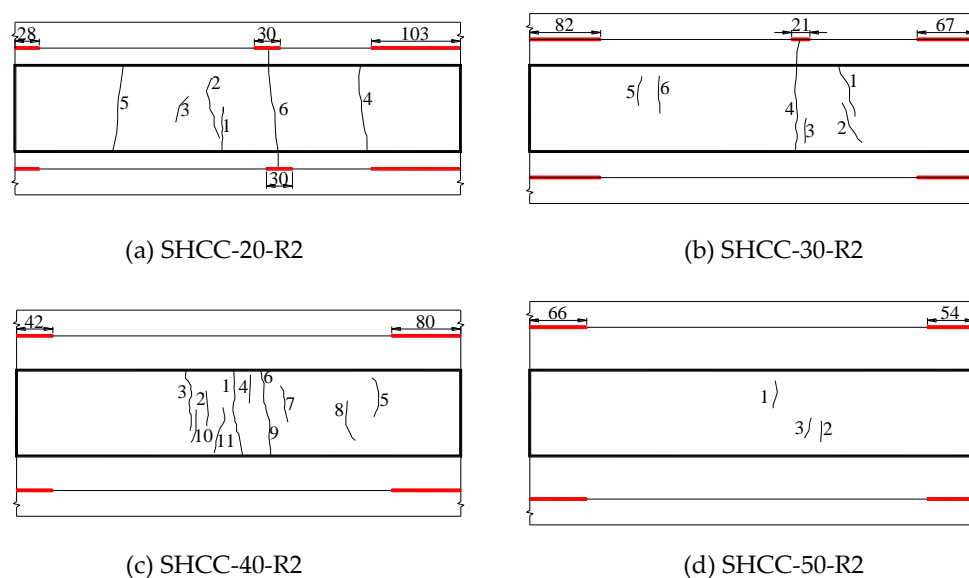 28 30 103
2
5 3 6 4
1
30
(a) SHCC-20-R2
82 21 67
1
5 6
4
3 2
(b) SHCC-30-R2
42 80
6
3 1 4
2 5
7
8
10 11 9
(c) SHCC-40-R2
66 54
1
3 2
(d) SHCC-50-R2